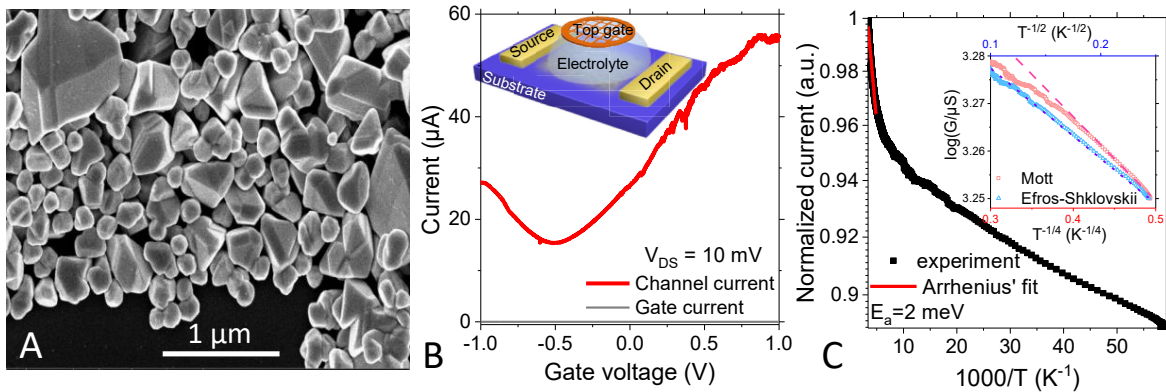 A
1 µm
B
Current (µA)
60
40
20
0
-1.0
-0.5
0.0
0.5
1.0
Gate voltage (V)
Top gate
Source
Electrolyte
Drain
Substrate
V_DS = 10 mV
Channel current
Gate current
C
Normalized current (a.u.)
1
0.98
0.96
0.94
0.92
0.9
10
20
30
40
50
1000/T (K⁻¹)
experiment
Arrhenius' fit
E_a=2 meV
T⁻¹/² (K⁻¹/²)
0.1
0.2
log(G/µS)
3.28
3.27
3.26
3.25
Mott
Efros-Shklovskii
0.3
0.4
0.5
T⁻¹/⁴ (K⁻¹/⁴)